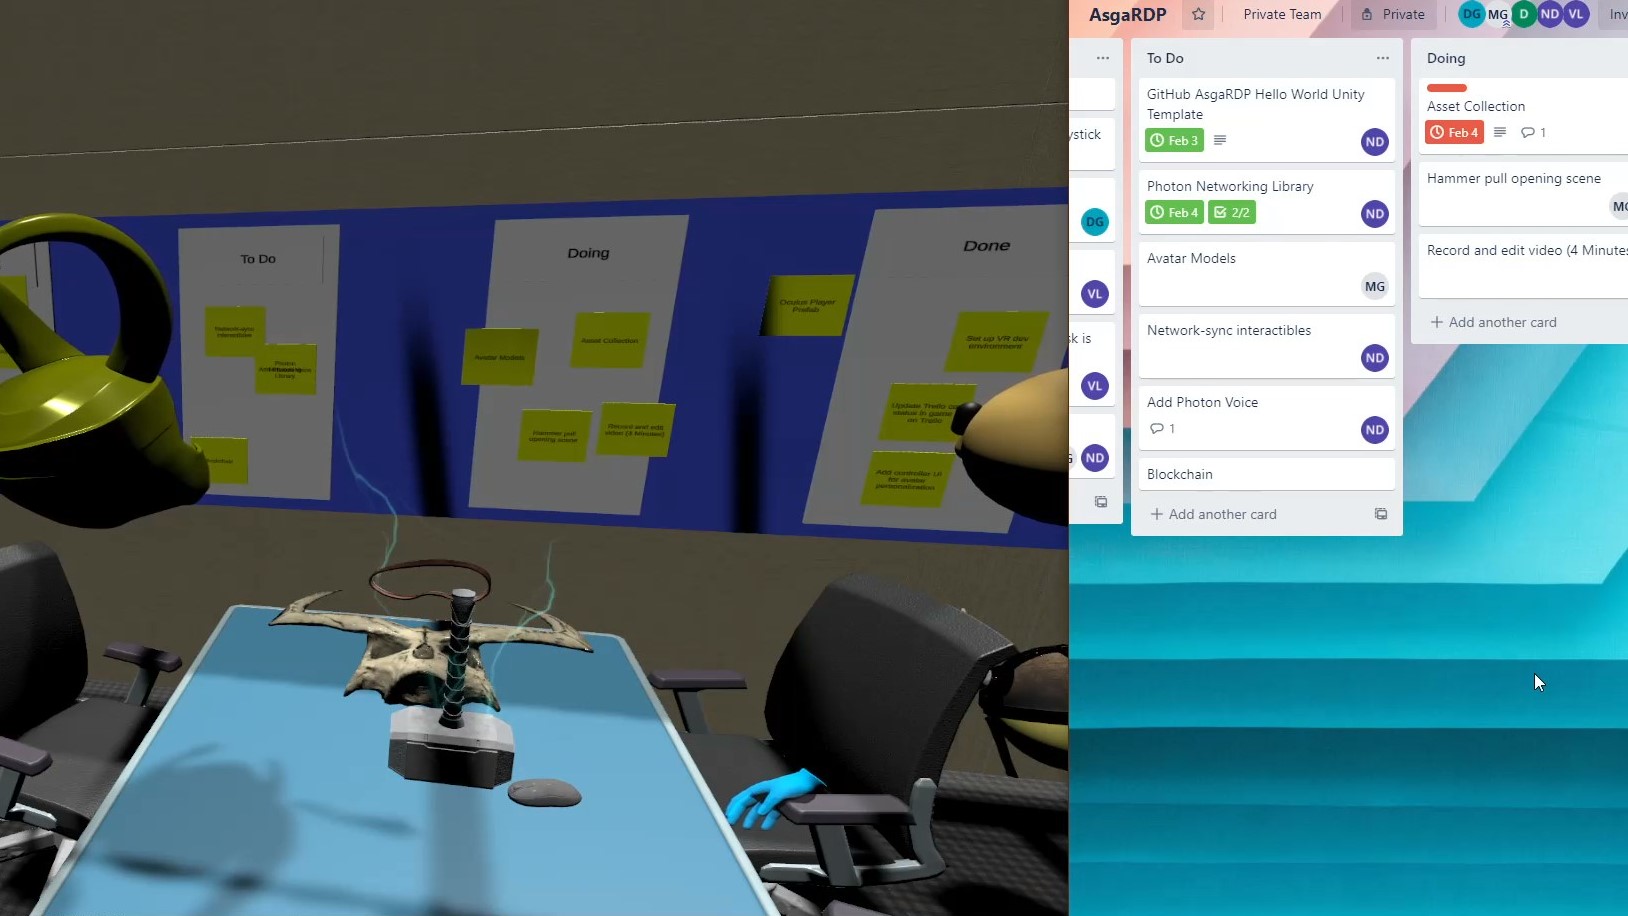 AsgaRDP
Private Team
Private
DG
MG
D
ND
VL
Inv
To Do
Doing
GitHub AsgaRDP Hello World Unity
Template
Feb 3
ND
Photon Networking Library
Feb 4
2/2
ND
Avatar Models
MG
Network-sync interactibles
ND
Add Photon Voice
1
ND
Blockchain
+ Add another card
Asset Collection
Feb 4
1
Hammer pull opening scene
MG
Record and edit video (4 Minutes
+ Add another card
ystick
DG
VL
sk is
VL
ND
To Do
Network-sync
interactibles
Photon
Library
Doing
Avatar Models
Asset Collection
Hammer pull
opening scene
Record and edit
video (4 Minutes)
Oculus Player
Prefab
Done
Set up VR dev
environment
Update Trello card
status in game
on Trello
Add controller UI
for avatar
personalization